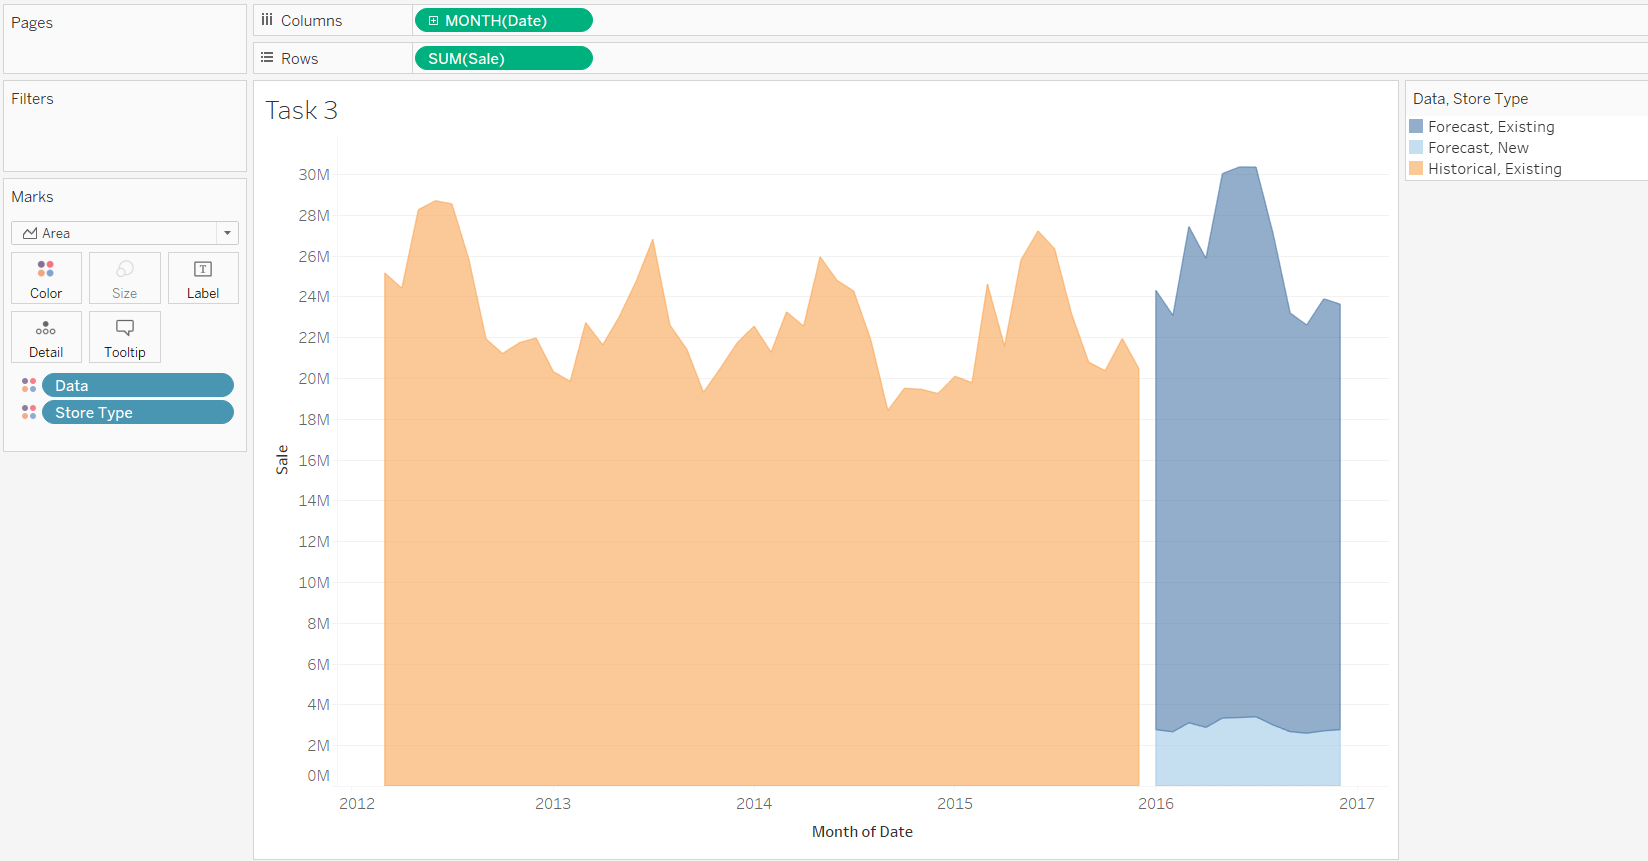 Pages
Columns
MONTH(Date)
Rows
SUM(Sale)
Filters
Marks
Area
Color
Size
Label
Detail
Tooltip
Data
Store Type
Task 3
30M
28M
26M
24M
22M
20M
18M
16M
14M
12M
10M
8M
6M
4M
2M
0M
Sale
2012
2013
2014
2015
2016
2017
Month of Date
Data, Store Type
Forecast, Existing
Forecast, New
Historical, Existing